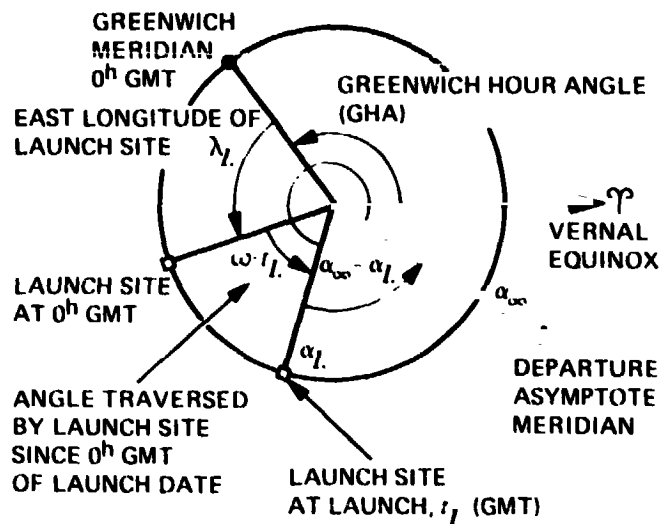 GREENWICH
MERIDIAN
0h GMT
GREENWICH HOUR ANGLE
(GHA)
EAST LONGITUDE OF
LAUNCH SITE
λl.
♈
VERNAL
EQUINOX
LAUNCH SITE
AT 0h GMT
ω·tl.
α∞ - αl.
α∞
αl.
DEPARTURE
ASYMPTOTE
MERIDIAN
ANGLE TRAVERSED
BY LAUNCH SITE
SINCE 0h GMT
OF LAUNCH DATE
LAUNCH SITE
AT LAUNCH, tl (GMT)